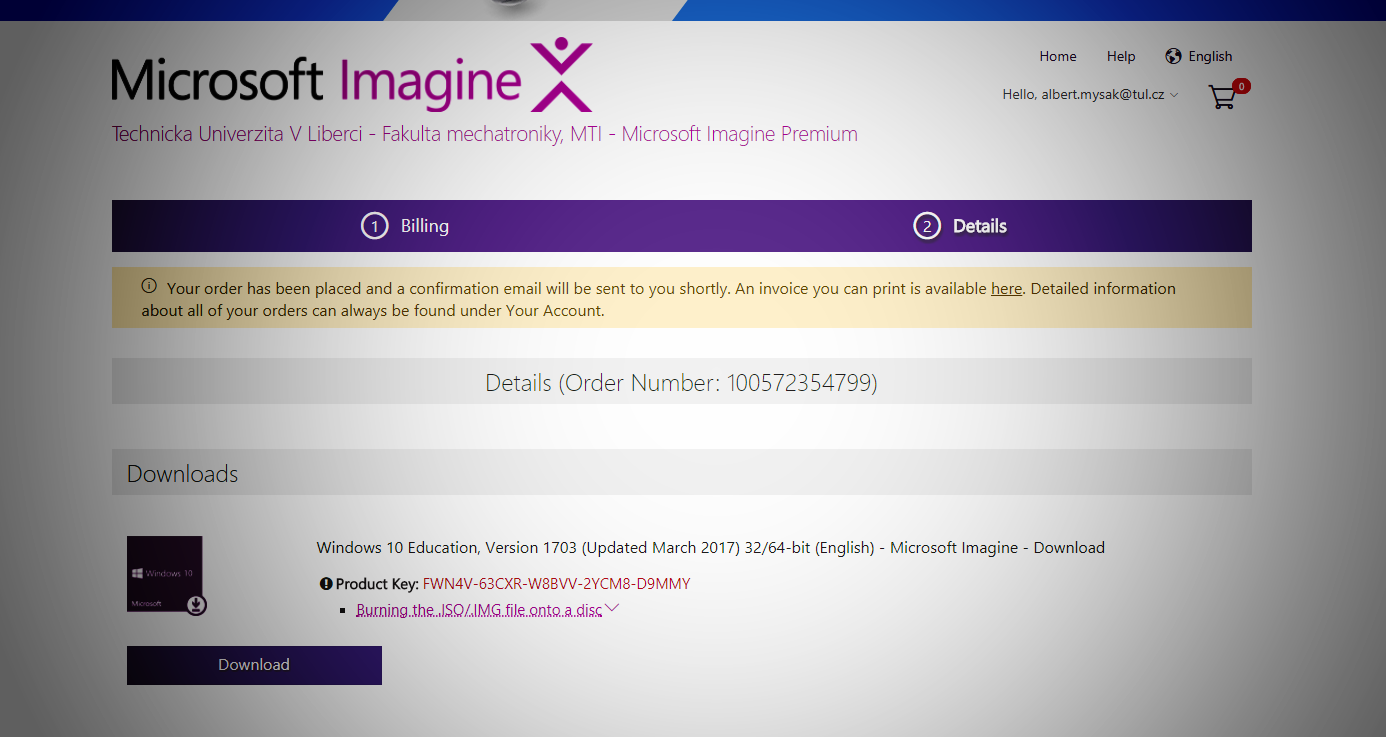 Microsoft Imagine
Home Help English
Hello, albert.mysak@tul.cz
0
Technicka Univerzita V Liberci - Fakulta mechatroniky, MTI - Microsoft Imagine Premium
1 Billing 2 Details
Your order has been placed and a confirmation email will be sent to you shortly. An invoice you can print is available here. Detailed information
about all of your orders can always be found under Your Account.
Details (Order Number: 100572354799)
Downloads
Windows 10
Microsoft
Windows 10 Education, Version 1703 (Updated March 2017) 32/64-bit (English) - Microsoft Imagine - Download
Product Key: FWN4V-63CXR-W8BVV-2YCM8-D9MMY
Burning the .ISO/.IMG file onto a disc
Download